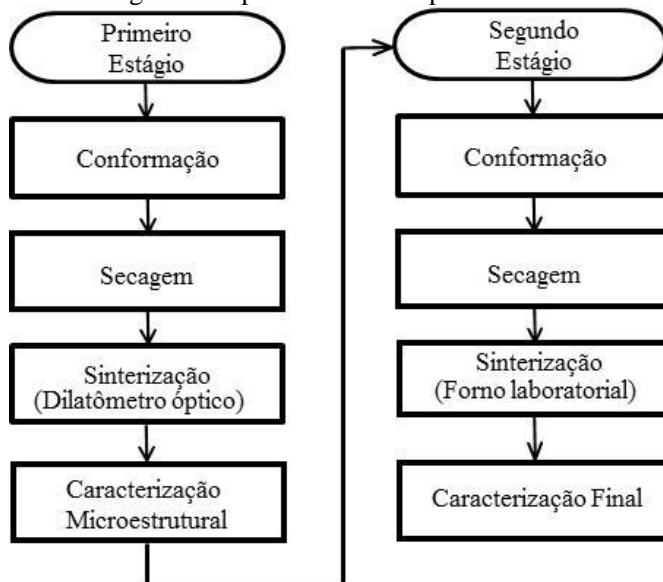 Primeiro
Estágio
Conformação
Secagem
Sinterização
(Dilatômetro óptico)
Caracterização
Microestrutural
Segundo
Estágio
Conformação
Secagem
Sinterização
(Forno laboratorial)
Caracterização Final